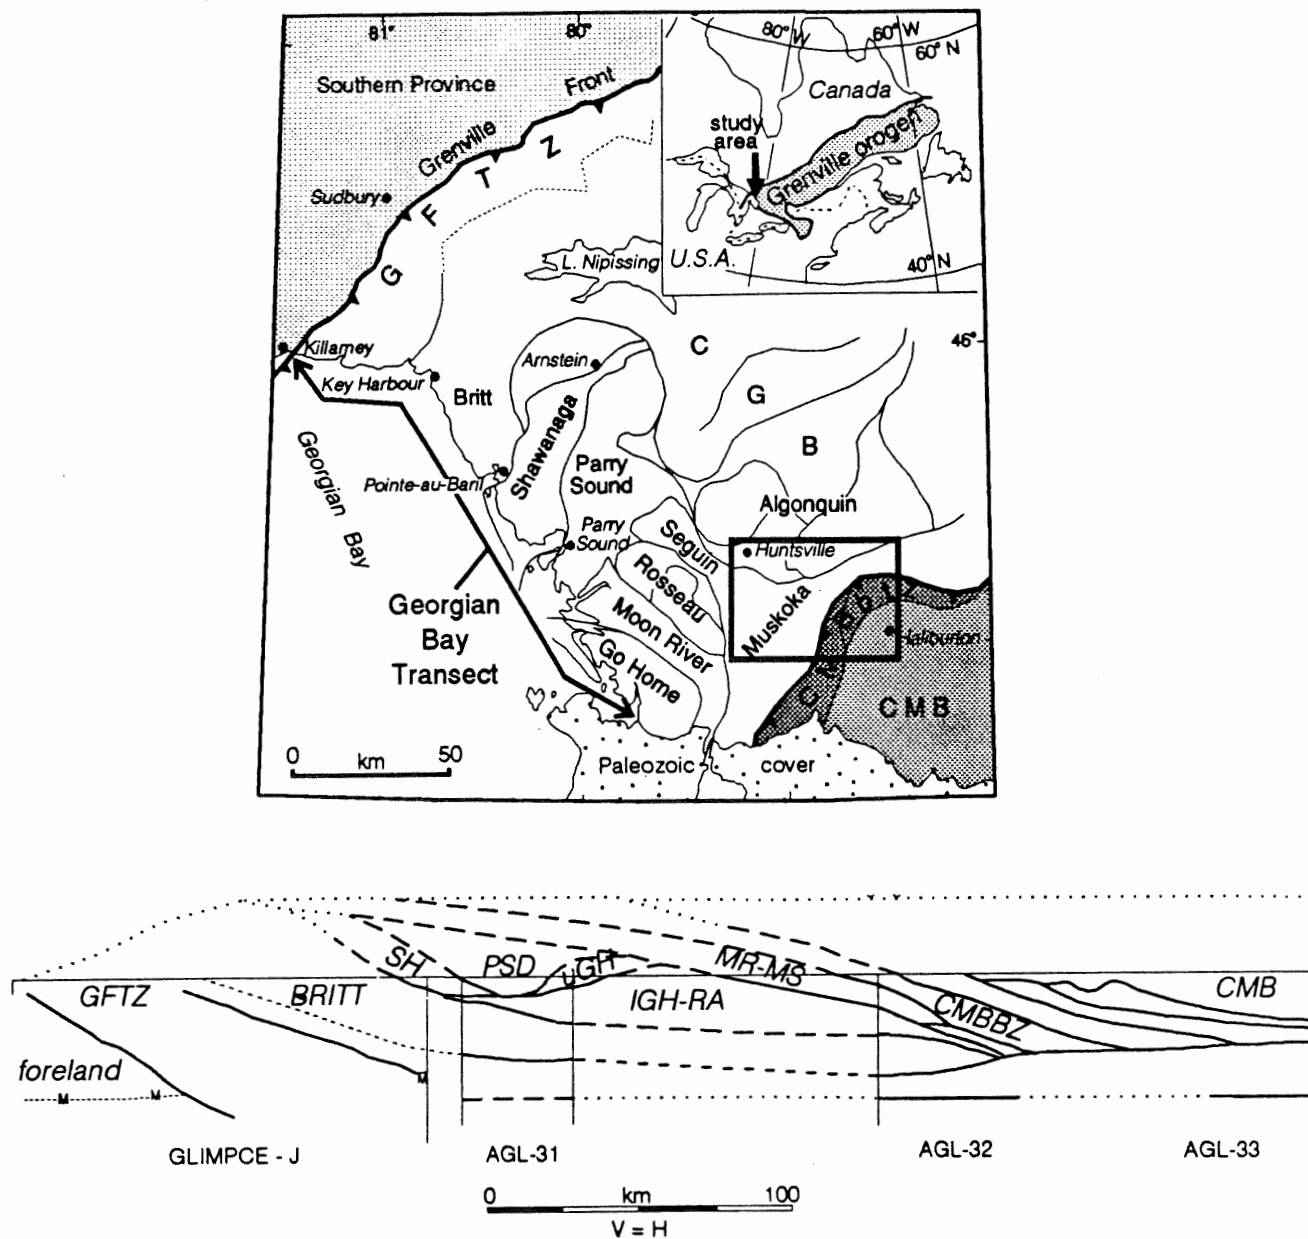 81°
80°
Southern Province
Grenville
Front
G F T Z
Sudbury
L. Nipissing
80° W
60° W
60° N
Canada
study
area
Grenville orogen
U.S.A.
40° N
46°
Killarney
Key Harbour
Britt
Arnstein
Shawanaga
C
G
B
Georgian Bay
Pointe-au-Baril
Parry
Sound
Algonquin
Parry
Sound
Seguin
Huntsville
Rosseau
Muskoka
Moon River
Go Home
Georgian
Bay
Transect
C M B b t Z
Haliburton
CMB
0 50
km
Paleozoic cover
SH
PSD
uGH
MR-MS
GFTZ
BRITT
IGH-RA
CMBBZ
CMB
foreland
M M M
GLIMPCE - J
AGL-31
AGL-32
AGL-33
0 km 100
V = H